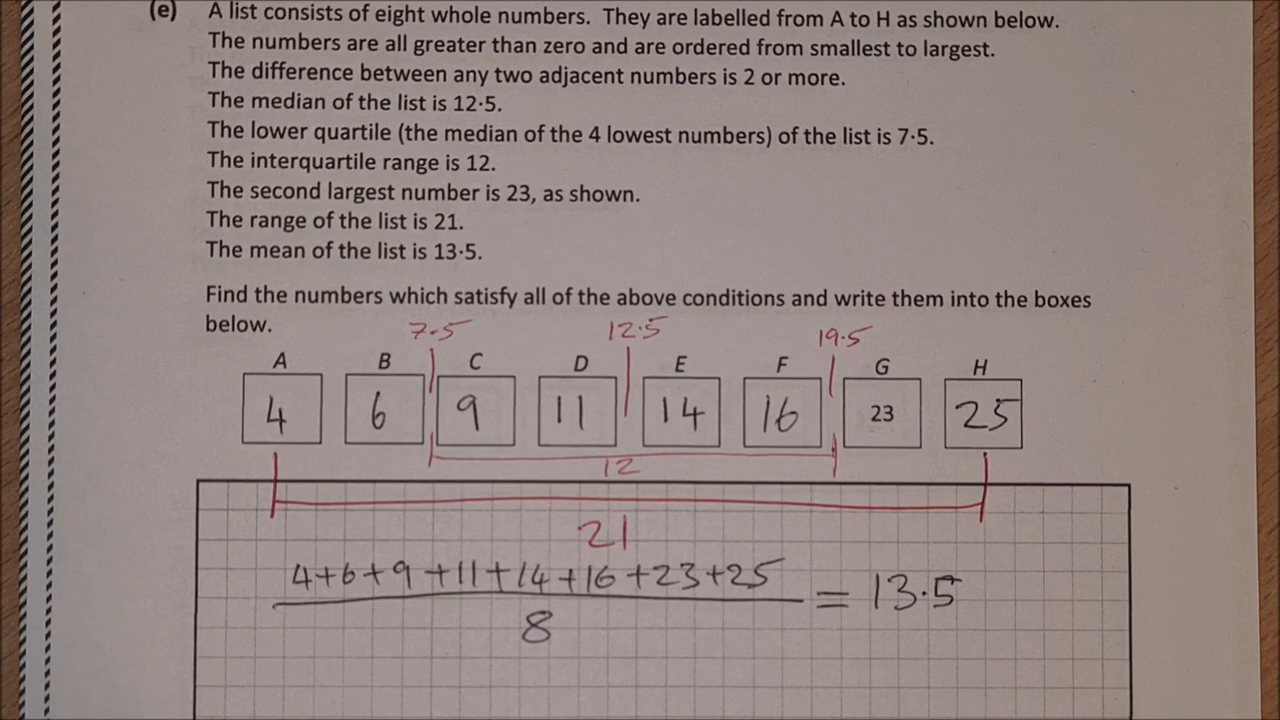 (e) A list consists of eight whole numbers. They are labelled from A to H as shown below.
The numbers are all greater than zero and are ordered from smallest to largest.
The difference between any two adjacent numbers is 2 or more.
The median of the list is 12·5.
The lower quartile (the median of the 4 lowest numbers) of the list is 7·5.
The interquartile range is 12.
The second largest number is 23, as shown.
The range of the list is 21.
The mean of the list is 13·5.
Find the numbers which satisfy all of the above conditions and write them into the boxes
below.
7·5 12·5 19·5
A B C D E F G H
4 6 9 11 14 16 23 25
12
21
4+6+9+11+14+16+23+25 = 13·5
8